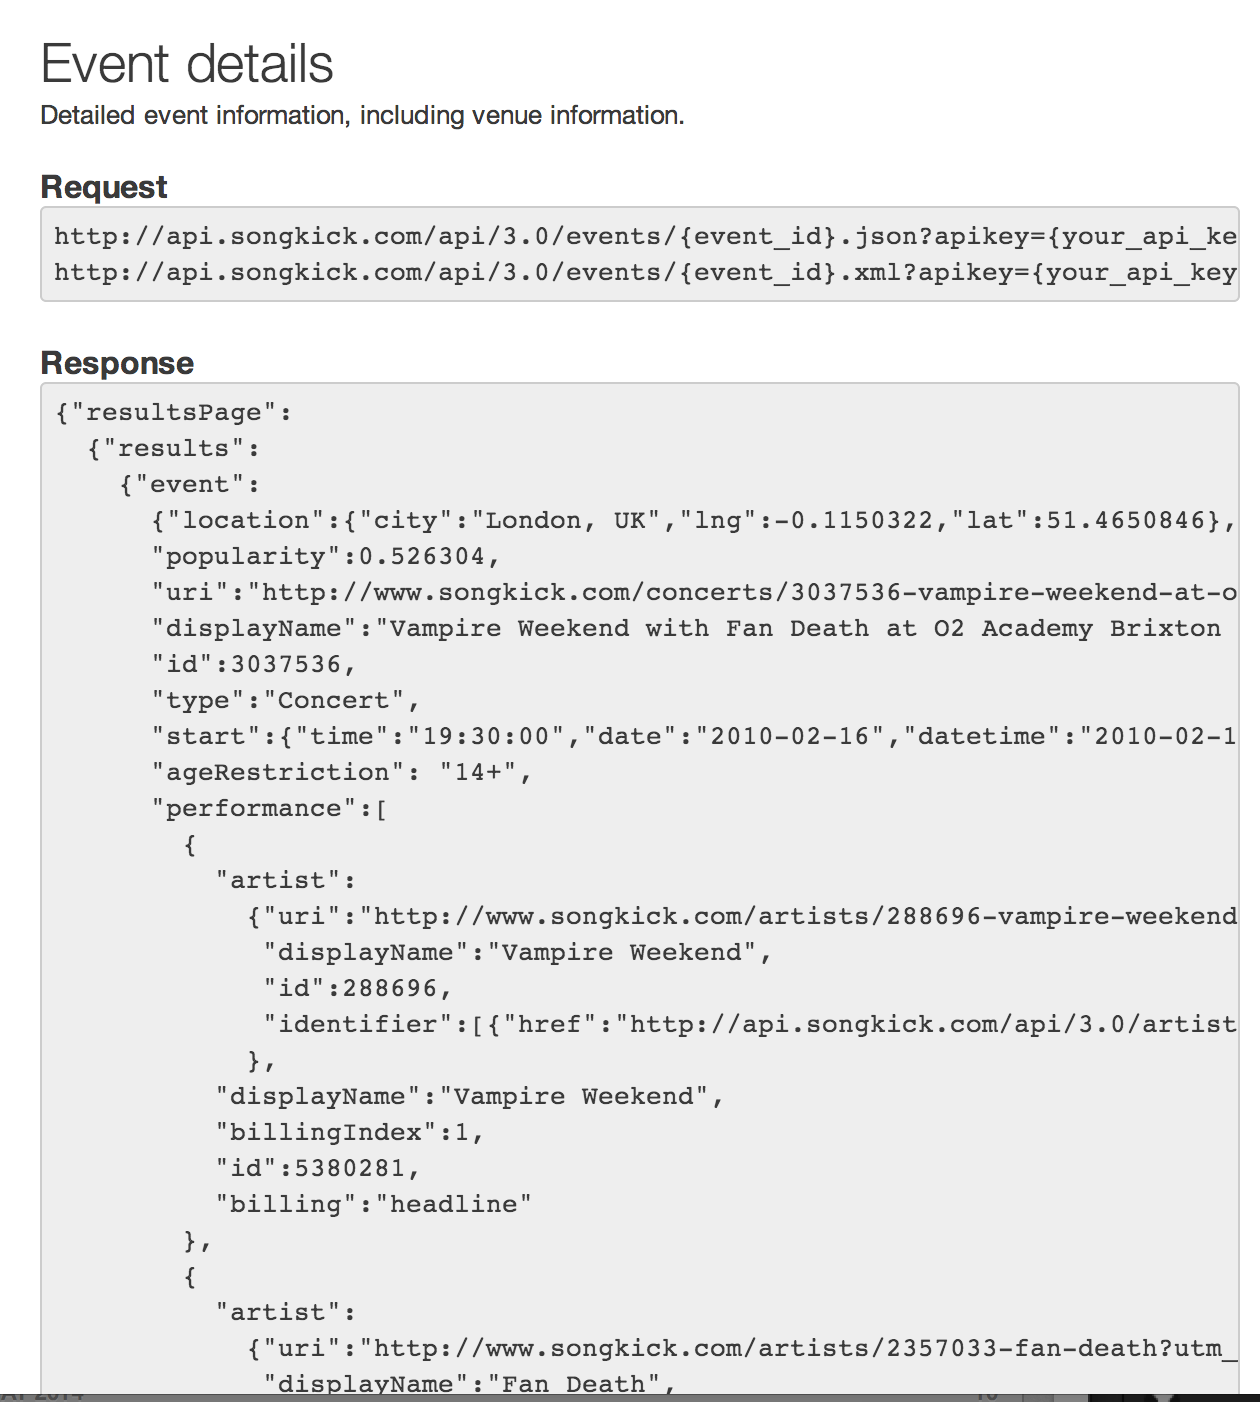 Event details
Detailed event information, including venue information.
Request
http://api.songkick.com/api/3.0/events/{event_id}.json?apikey={your_api_ke
http://api.songkick.com/api/3.0/events/{event_id}.xml?apikey={your_api_key
Response
{"resultsPage":
{"results":
{"event":
{"location":{"city":"London, UK","lng":-0.1150322,"lat":51.4650846},
"popularity":0.526304,
"uri":"http://www.songkick.com/concerts/3037536-vampire-weekend-at-o
"displayName":"Vampire Weekend with Fan Death at O2 Academy Brixton
"id":3037536,
"type":"Concert",
"start":{"time":"19:30:00","date":"2010-02-16","datetime":"2010-02-1
"ageRestriction": "14+",
"performance":[
{
"artist":
{"uri":"http://www.songkick.com/artists/288696-vampire-weekend
"displayName":"Vampire Weekend",
"id":288696,
"identifier":[{"href":"http://api.songkick.com/api/3.0/artist
},
"displayName":"Vampire Weekend",
"billingIndex":1,
"id":5380281,
"billing":"headline"
},
{
"artist":
{"uri":"http://www.songkick.com/artists/2357033-fan-death?utm_
"displayName":"Fan Death",